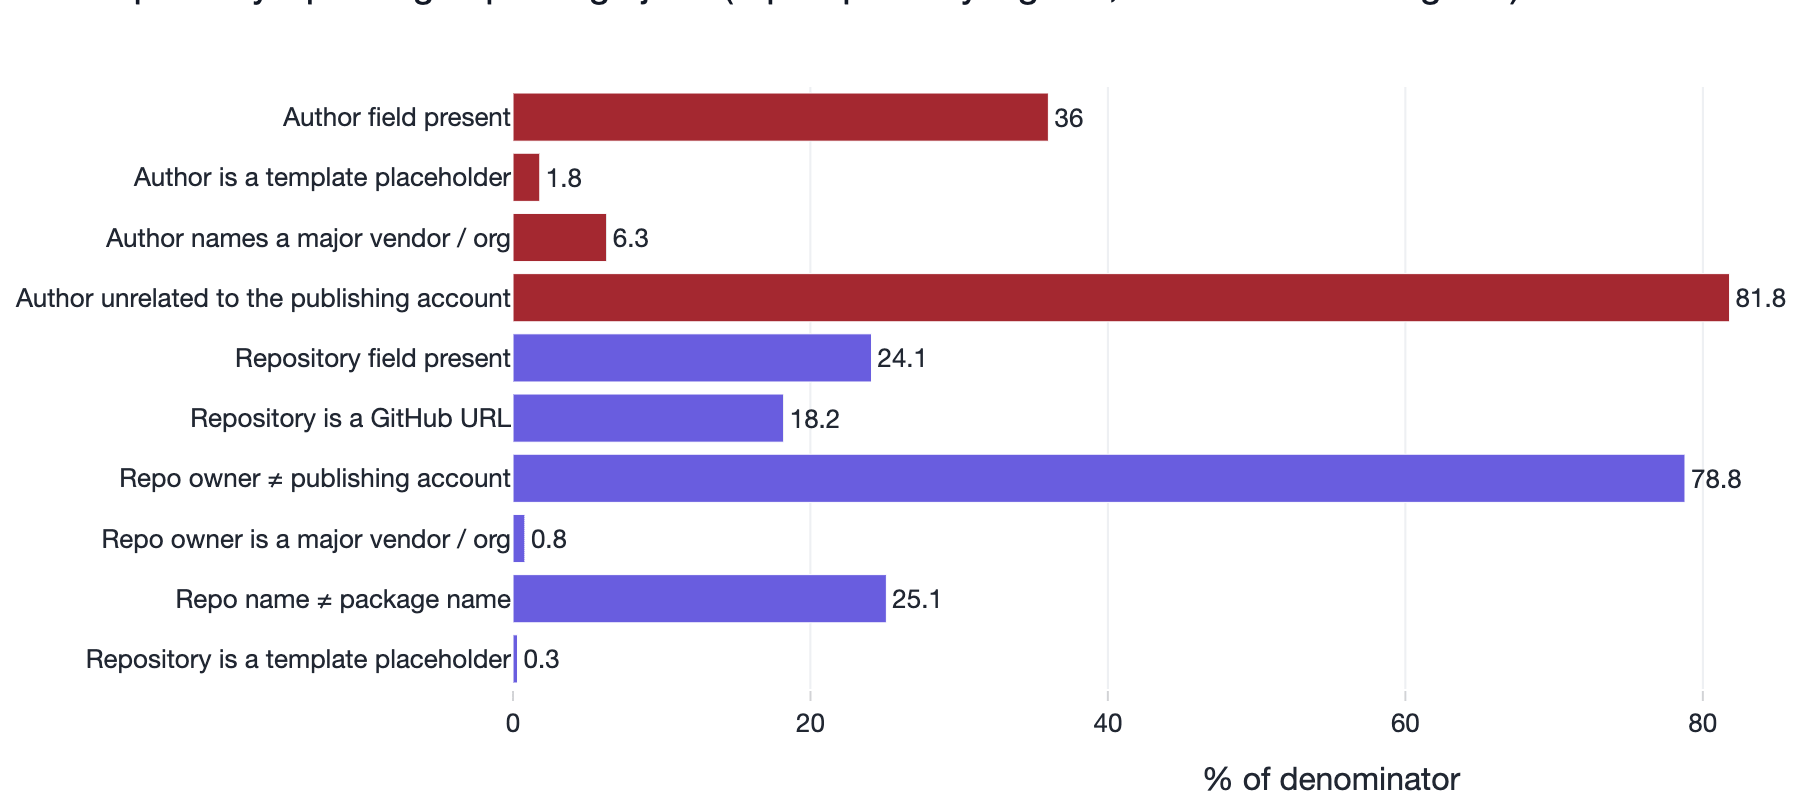 Author field present 36
Author is a template placeholder 1.8
Author names a major vendor / org 6.3
Author unrelated to the publishing account 81.8
Repository field present 24.1
Repository is a GitHub URL 18.2
Repo owner ≠ publishing account 78.8
Repo owner is a major vendor / org 0.8
Repo name ≠ package name 25.1
Repository is a template placeholder 0.3
0 20 40 60 80
% of denominator